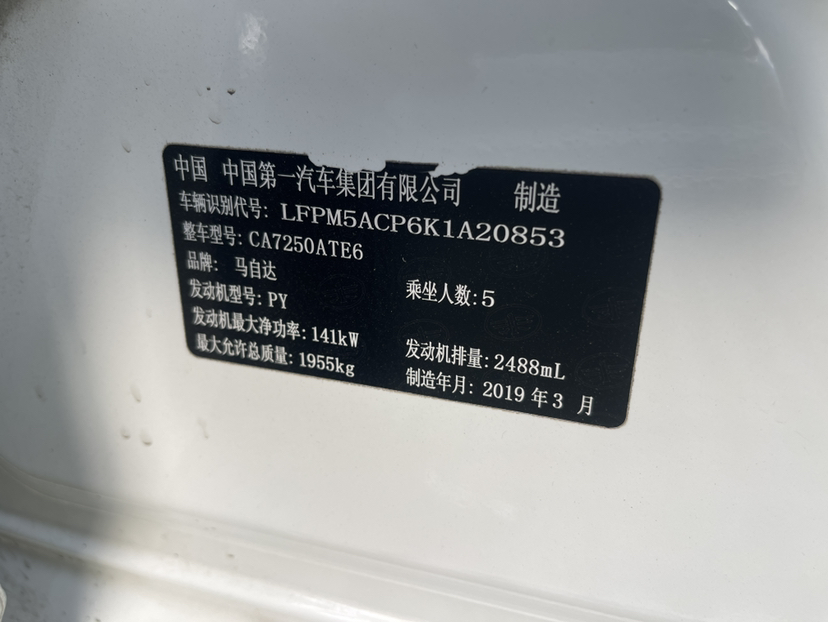 中国 中国第一汽车集团有限公司 制造
车辆识别代号: LFPM5ACP6K1A20853
整车型号: CA7250ATE6
品牌: 马自达
乘坐人数: 5
发动机型号: PY
发动机最大净功率: 141kW
发动机排量: 2488mL
最大允许总质量: 1955kg
制造年月: 2019 年 3 月